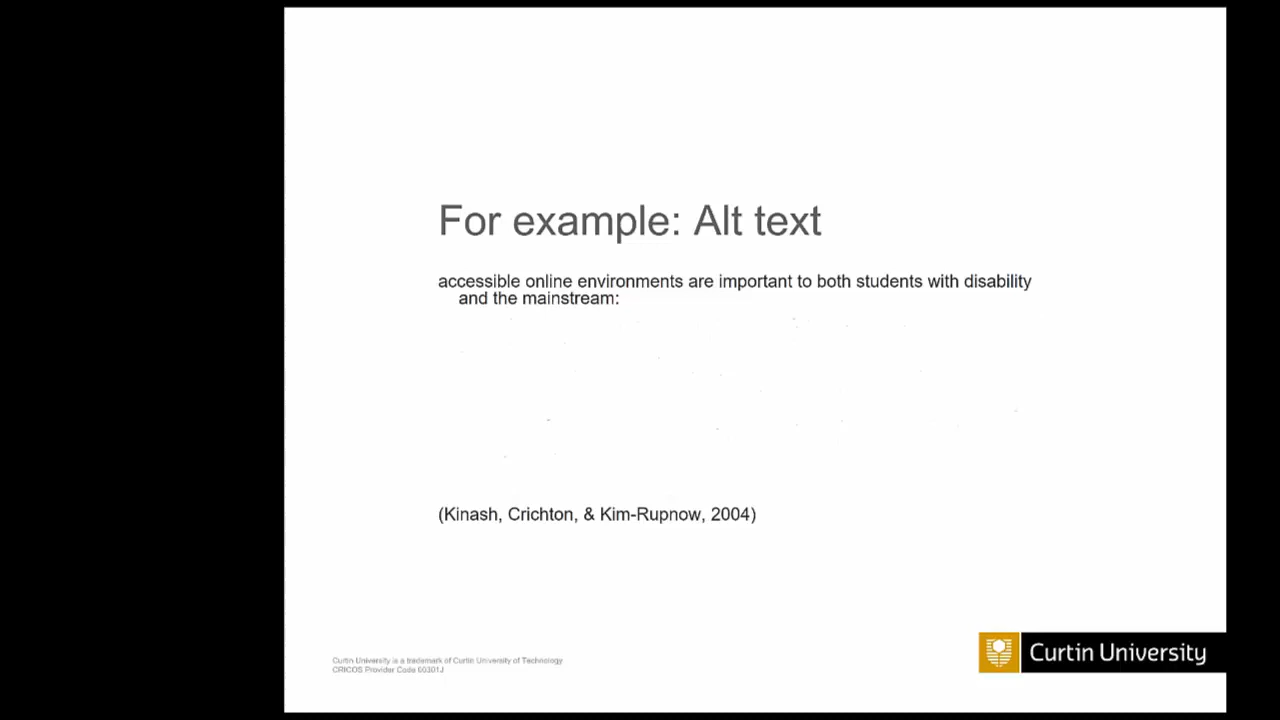 For example: Alt text
accessible online environments are important to both students with disability
and the mainstream:
(Kinash, Crichton, & Kim-Rupnow, 2004)
Curtin University is a trademark of Curtin University of Technology
CRICOS Provider Code 00301J
Curtin University